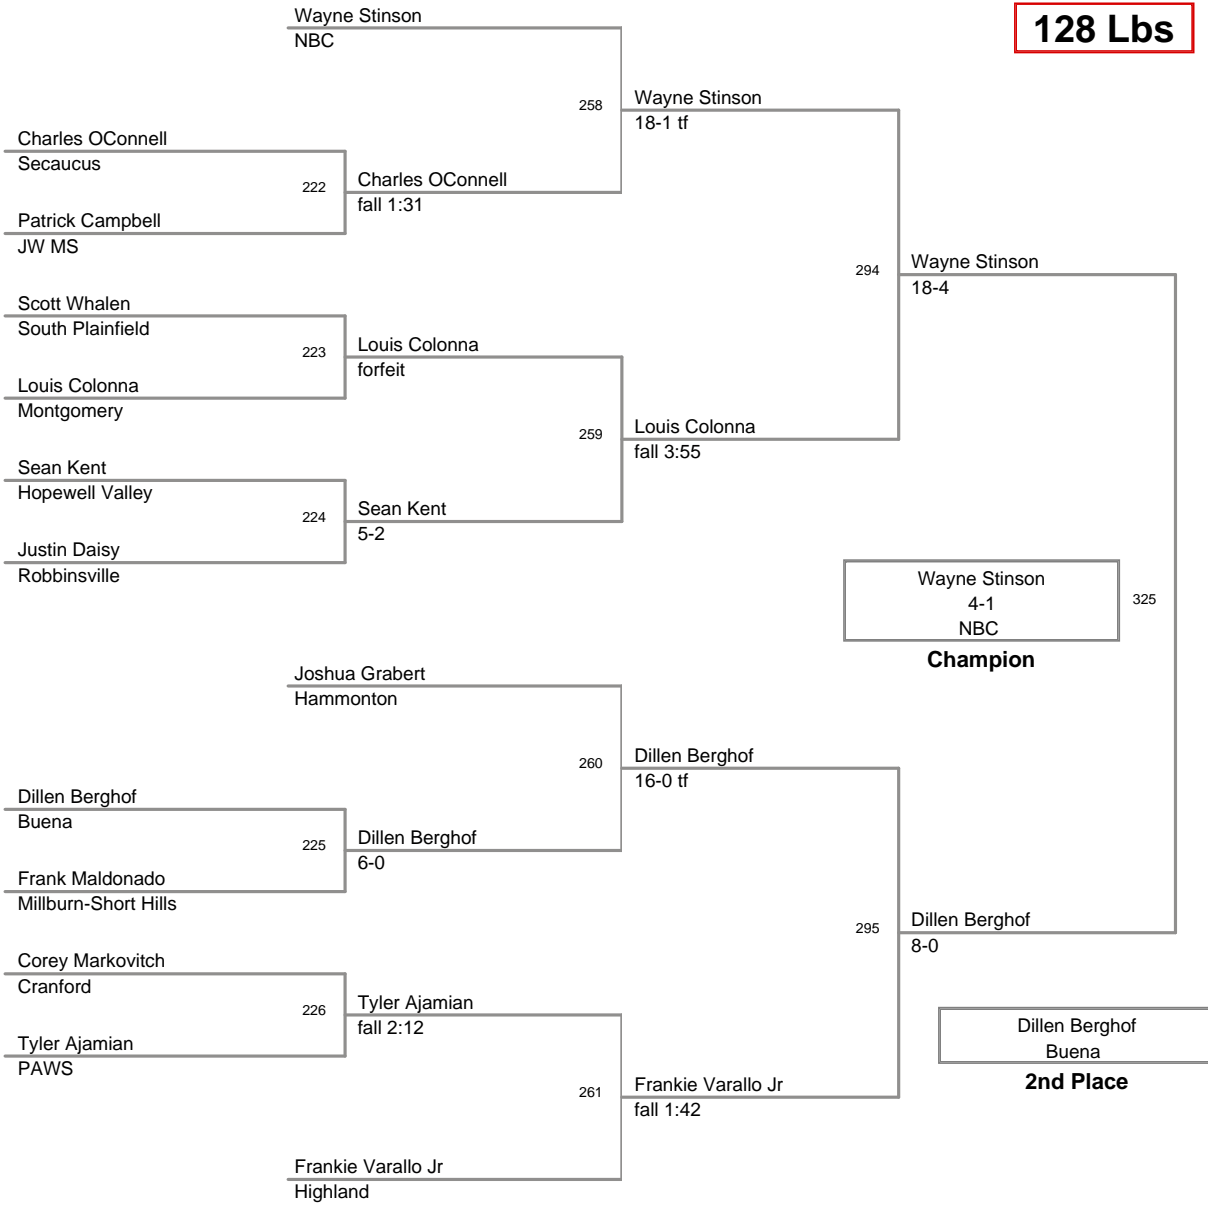 Wayne Stinson
NBC
128 Lbs
258
Wayne Stinson
18-1 tf
Charles OConnell
Secaucus
222
Charles OConnell
fall 1:31
Patrick Campbell
JW MS
294
Wayne Stinson
18-4
Scott Whalen
South Plainfield
223
Louis Colonna
forfeit
Louis Colonna
Montgomery
259
Louis Colonna
fall 3:55
Sean Kent
Hopewell Valley
224
Sean Kent
5-2
Justin Daisy
Robbinsville
Wayne Stinson
4-1
NBC
325
Champion
Joshua Grabert
Hammonton
260
Dillen Berghof
16-0 tf
Dillen Berghof
Buena
225
Dillen Berghof
6-0
Frank Maldonado
Millburn-Short Hills
295
Dillen Berghof
8-0
Corey Markovitch
Cranford
226
Tyler Ajamian
fall 2:12
Tyler Ajamian
PAWS
Dillen Berghof
Buena
2nd Place
261
Frankie Varallo Jr
fall 1:42
Frankie Varallo Jr
Highland